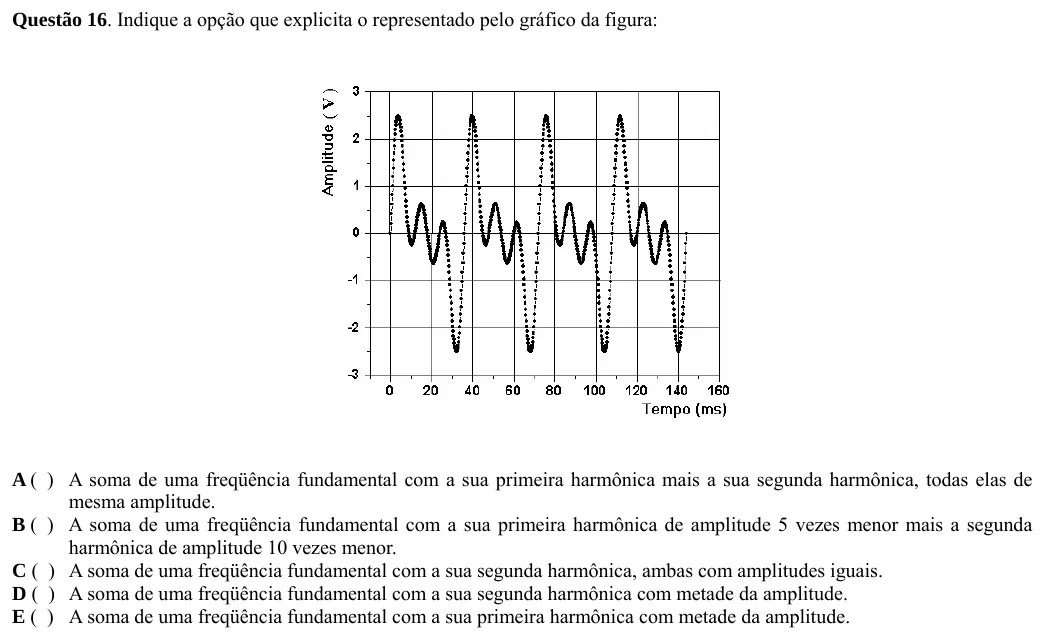 Questão 16. Indique a opção que explicita o representado pelo gráfico da figura:
3
2
1
0
-1
-2
-3
Amplitude ( V )
0 20 40 60 80 100 120 140 160
Tempo (ms)
A ( ) A soma de uma freqüência fundamental com a sua primeira harmônica mais a sua segunda harmônica, todas elas de
mesma amplitude.
B ( ) A soma de uma freqüência fundamental com a sua primeira harmônica de amplitude 5 vezes menor mais a segunda
harmônica de amplitude 10 vezes menor.
C ( ) A soma de uma freqüência fundamental com a sua segunda harmônica, ambas com amplitudes iguais.
D ( ) A soma de uma freqüência fundamental com a sua segunda harmônica com metade da amplitude.
E ( ) A soma de uma freqüência fundamental com a sua primeira harmônica com metade da amplitude.